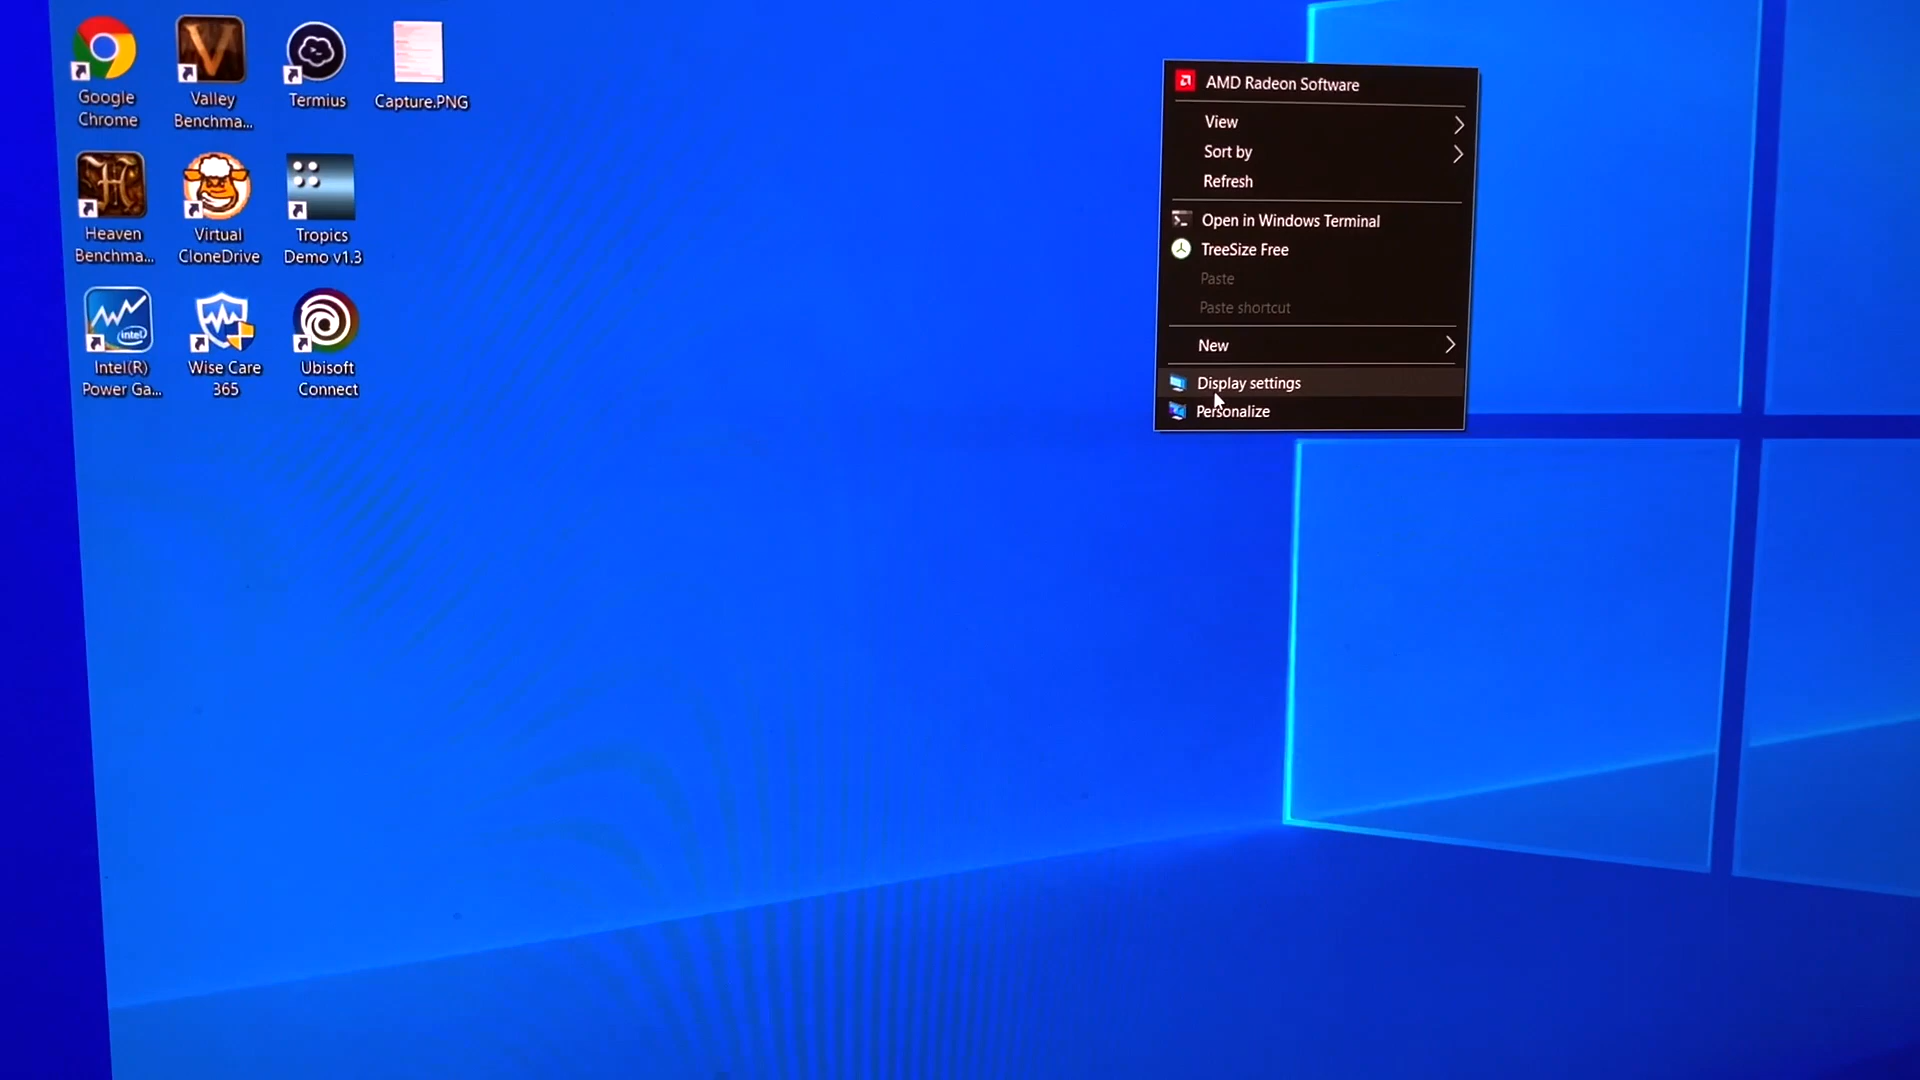 Google
Chrome
Valley
Benchma...
Termius
Capture.PNG
Heaven
Benchma...
Virtual
CloneDrive
Tropics
Demo v1.3
intel
Intel(R)
Power Ga...
Wise Care
365
Ubisoft
Connect
AMD Radeon Software
View
Sort by
Refresh
Open in Windows Terminal
TreeSize Free
Paste
Paste shortcut
New
Display settings
Personalize